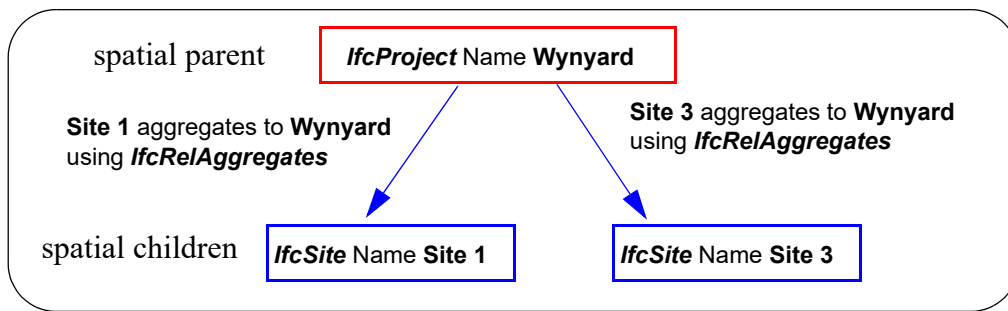 spatial parent
IfcProject Name Wynyard
Site 1 aggregates to Wynyard
using IfcRelAggregates
Site 3 aggregates to Wynyard
using IfcRelAggregates
spatial children
IfcSite Name Site 1
IfcSite Name Site 3